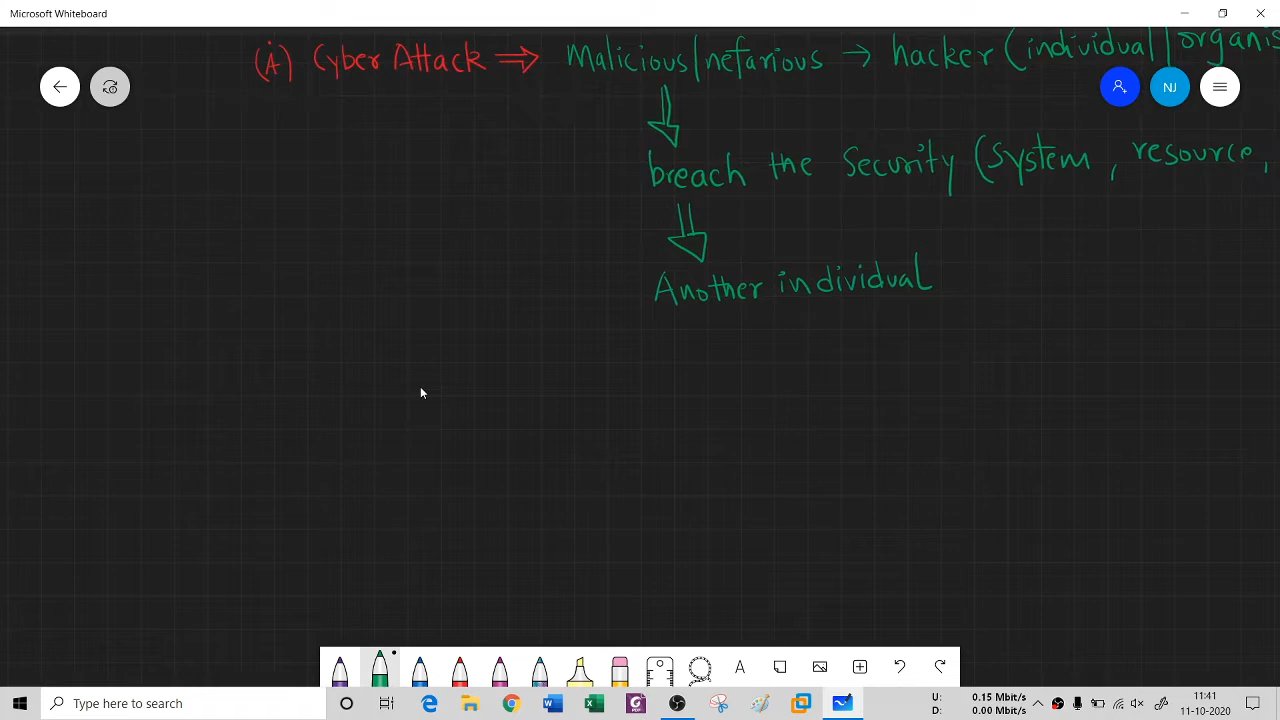 Microsoft Whiteboard
(i) Cyber Attack ⇒ Malicious/nefarious → hacker (individual/organis
NJ
breach the Security (System, resource,
Another individual
A
Type here to search
U: 0.15 Mbit/s
D: 0.00 Mbit/s
11:41
11-10-2020